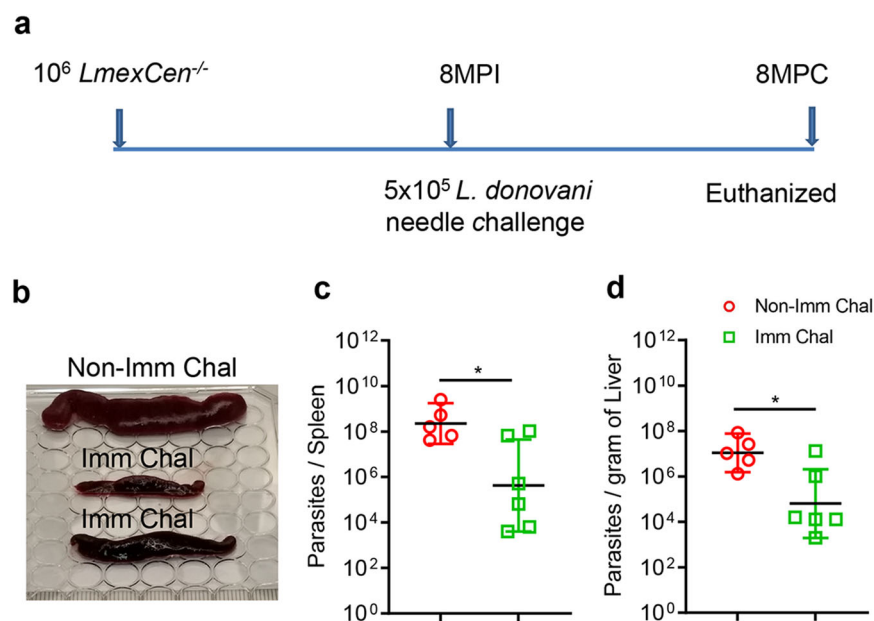 a
10⁶ LmexCen⁻/⁻
8MPI
8MPC
5x10⁵ L. donovani
needle challenge
Euthanized
b
Non-Imm Chal
Imm Chal
Imm Chal
c
Parasites / Spleen
10¹²
10¹⁰
10⁸
10⁶
10⁴
10²
10⁰
*
d
Non-Imm Chal
Imm Chal
Parasites / gram of Liver
10¹²
10¹⁰
10⁸
10⁶
10⁴
10²
10⁰
*